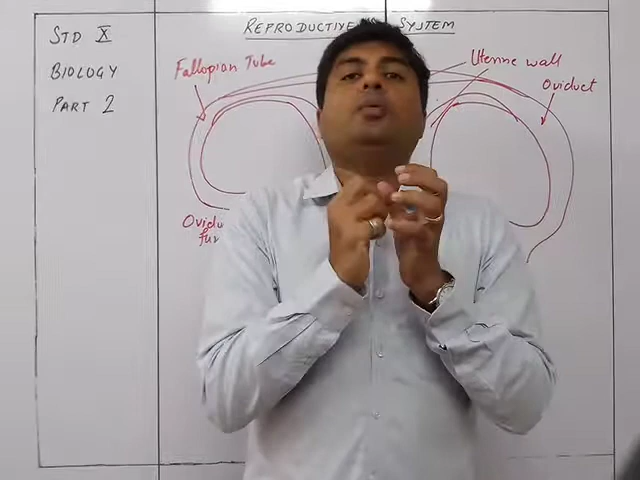 STD X
BIOLOGY
PART 2
REPRODUCTIVE SYSTEM
Fallopian Tube
Uterine wall
Oviduct